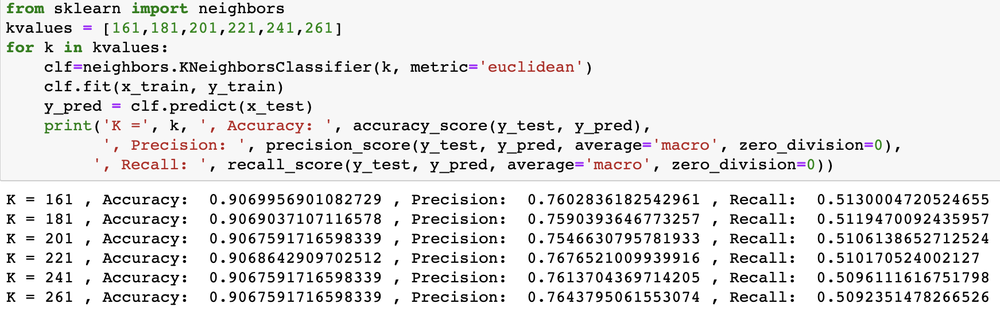 from sklearn import neighbors
kvalues = [161,181,201,221,241,261]
for k in kvalues:
    clf=neighbors.KNeighborsClassifier(k, metric='euclidean')
    clf.fit(x_train, y_train)
    y_pred = clf.predict(x_test)
    print('K =', k, ', Accuracy: ', accuracy_score(y_test, y_pred),
          ', Precision: ', precision_score(y_test, y_pred, average='macro', zero_division=0),
         ', Recall: ', recall_score(y_test, y_pred, average='macro', zero_division=0))
K = 161 , Accuracy:  0.9069956901082729 , Precision:  0.7602836182542961 , Recall:  0.5130004720524655
K = 181 , Accuracy:  0.9069037107116578 , Precision:  0.7590393646773257 , Recall:  0.5119470092435957
K = 201 , Accuracy:  0.9067591716598339 , Precision:  0.7546630795781933 , Recall:  0.5106138652712524
K = 221 , Accuracy:  0.9068642909702512 , Precision:  0.7676521009939916 , Recall:  0.510170524002127
K = 241 , Accuracy:  0.9067591716598339 , Precision:  0.7613704369714205 , Recall:  0.5096111616751798
K = 261 , Accuracy:  0.9067591716598339 , Precision:  0.7643795061553074 , Recall:  0.5092351478266526